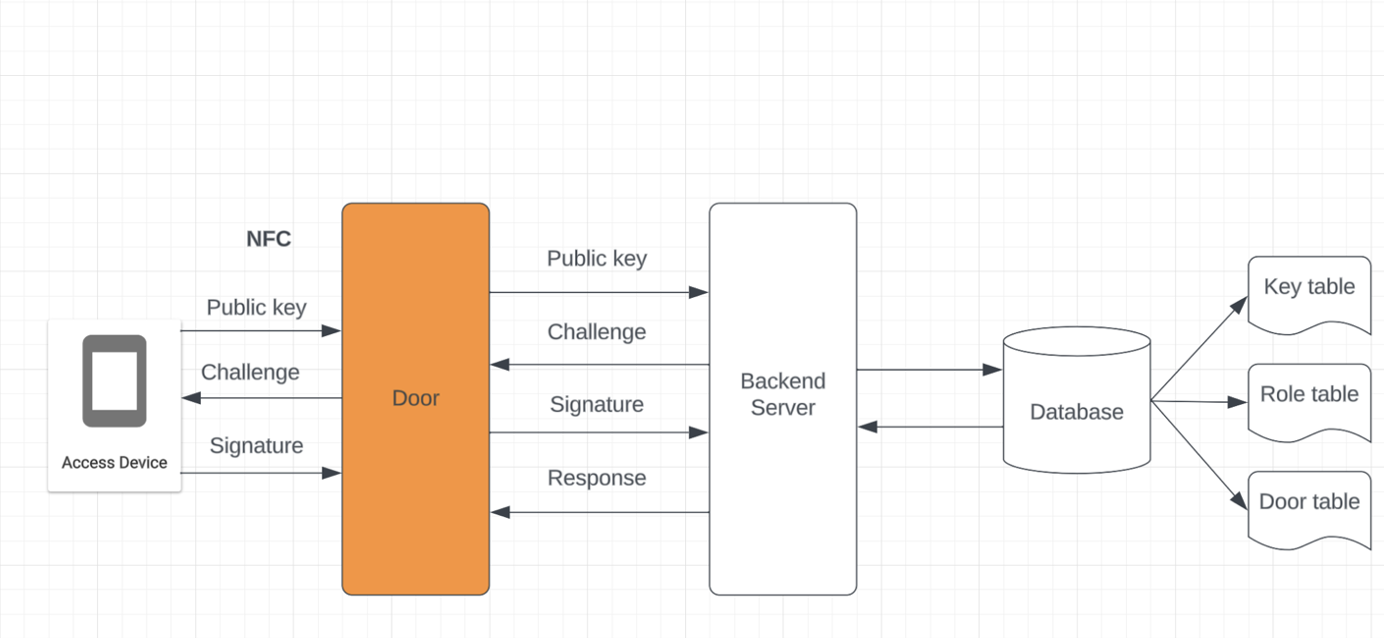 NFC
Public key
Challenge
Signature
Access Device
Door
Public key
Challenge
Signature
Response
Backend
Server
Database
Key table
Role table
Door table